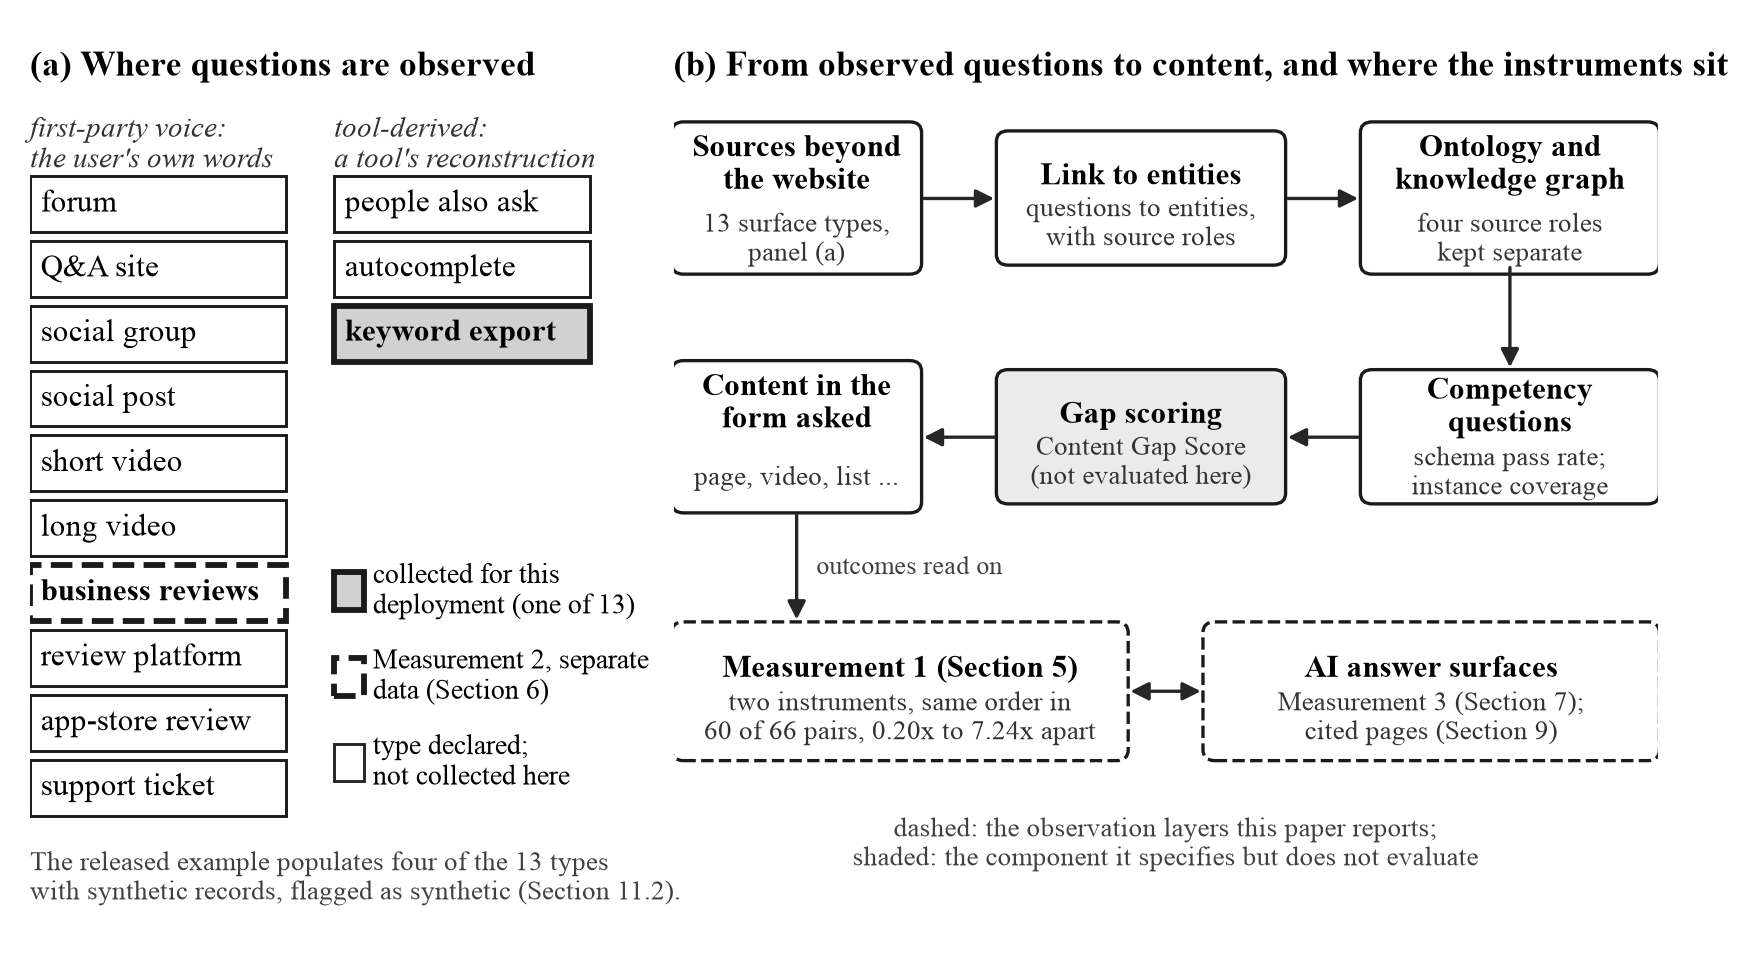 (a) Where questions are observed
first-party voice:
the user's own words
forum
Q&A site
social group
social post
short video
long video
business reviews
review platform
app-store review
support ticket
tool-derived:
a tool's reconstruction
people also ask
autocomplete
keyword export
collected for this
deployment (one of 13)
Measurement 2, separate
data (Section 6)
type declared;
not collected here
The released example populates four of the 13 types
with synthetic records, flagged as synthetic (Section 11.2).
(b) From observed questions to content, and where the instruments sit
Sources beyond
the website
13 surface types,
panel (a)
Link to entities
questions to entities,
with source roles
Ontology and
knowledge graph
four source roles
kept separate
Competency
questions
schema pass rate;
instance coverage
Gap scoring
Content Gap Score
(not evaluated here)
Content in the
form asked
page, video, list ...
outcomes read on
Measurement 1 (Section 5)
two instruments, same order in
60 of 66 pairs, 0.20x to 7.24x apart
AI answer surfaces
Measurement 3 (Section 7);
cited pages (Section 9)
dashed: the observation layers this paper reports;
shaded: the component it specifies but does not evaluate